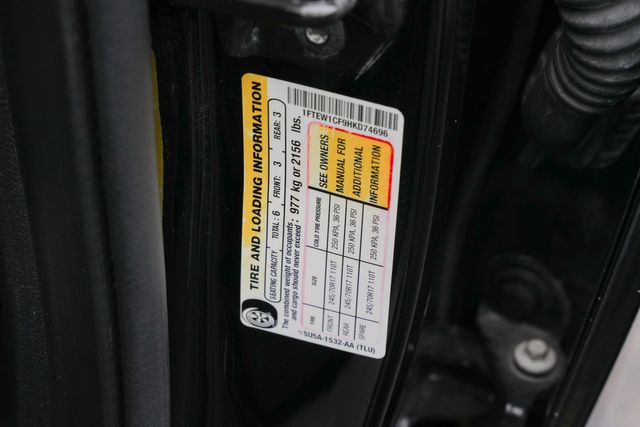 1FTEW1CF9HKD74696
TIRE AND LOADING INFORMATION
SEATING CAPACITY TOTAL: 6 FRONT: 3 REAR: 3
The combined weight of occupants and cargo should never exceed: 977 kg or 2156 lbs.
TIRE SIZE COLD TIRE PRESSURE
FRONT 245/70R17 110T 250 KPA, 36 PSI
REAR 245/70R17 110T 250 KPA, 36 PSI
SPARE 245/70R17 110T 250 KPA, 36 PSI
SEE OWNERS
MANUAL FOR
ADDITIONAL
INFORMATION
5U5A-1532-AA (TLU)